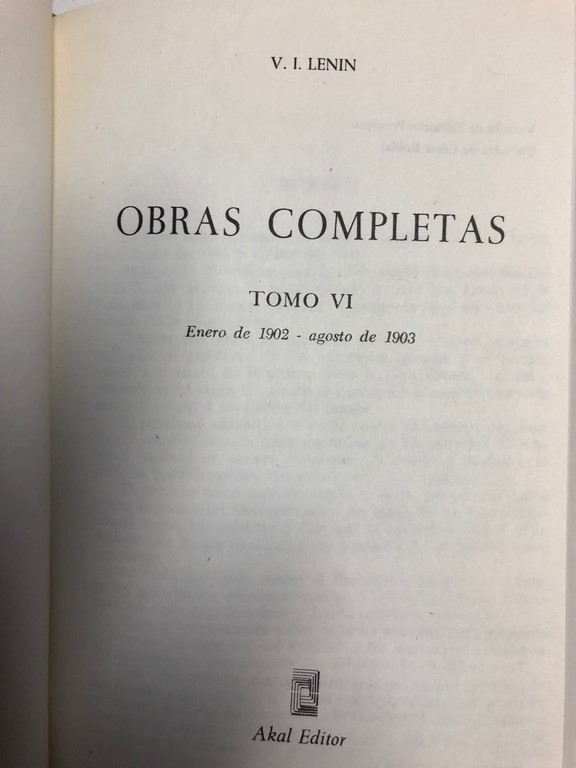 V. I. LENIN
OBRAS COMPLETAS
TOMO VI
Enero de 1902 - agosto de 1903
Akal Editor